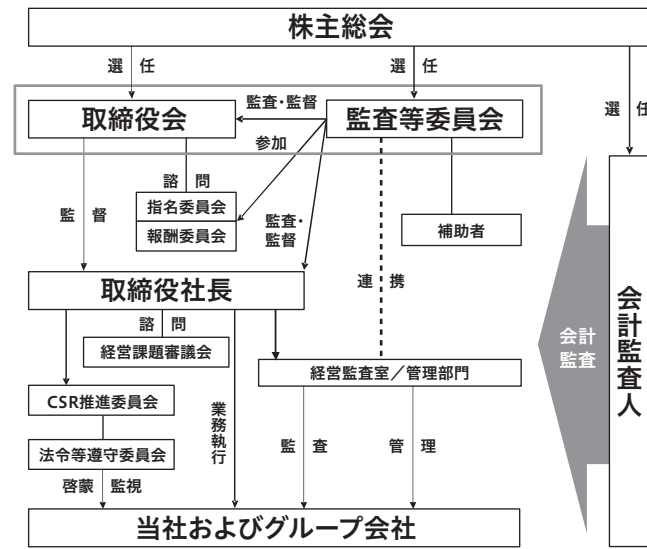 株主総会
選任
選任
選任
取締役会
監査・監督
監査等委員会
参加
諮問
指名委員会
報酬委員会
監督
監査・
監督
補助者
取締役社長
連携
会計監査人
会計
監査
諮問
経営課題審議会
経営監査室／管理部門
CSR推進委員会
業務執行
法令等遵守委員会
監査
管理
啓蒙 監視
当社およびグループ会社